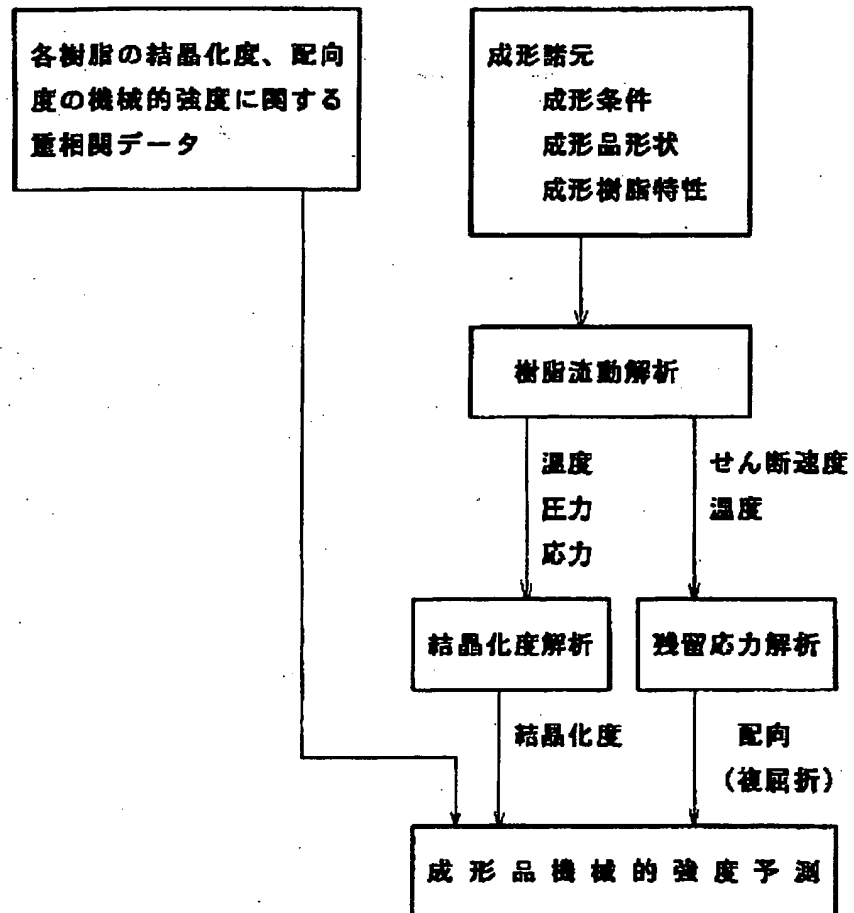 各樹脂の結晶化度、配向
度の機械的強度に関する
重相関データ
成形諸元
成形条件
成形品形状
成形樹脂特性
樹脂流動解析
温度
圧力
応力
せん断速度
温度
結晶化度解析
残留応力解析
結晶化度
配向
(複屈折)
成形品機械的強度予測